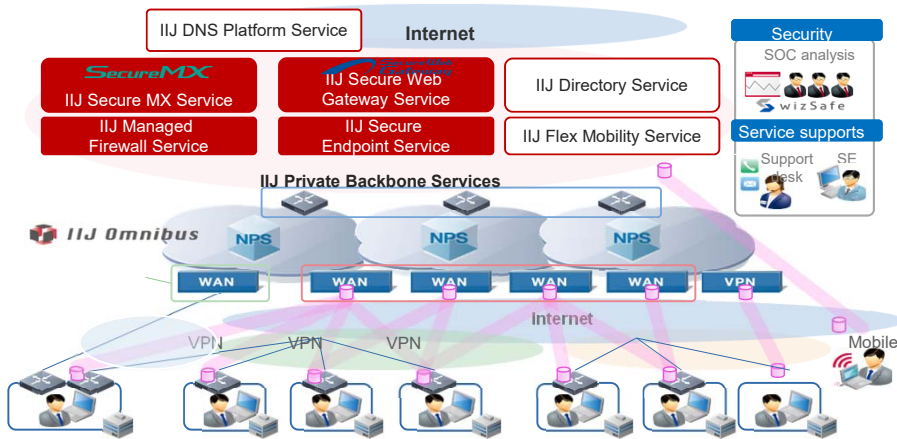 IIJ DNS Platform Service
Internet
Security
SOC analysis
wizSafe
SecureMX
IIJ Secure MX Service
IIJ Secure Web
Gateway Service
IIJ Directory Service
IIJ Managed
Firewall Service
IIJ Secure
Endpoint Service
IIJ Flex Mobility Service
Service supports
Support
desk
SE
IIJ Private Backbone Services
IIJ Omnibus
NPS
NPS
NPS
WAN
WAN
WAN
WAN
WAN
VPN
Internet
VPN
VPN
VPN
Mobile